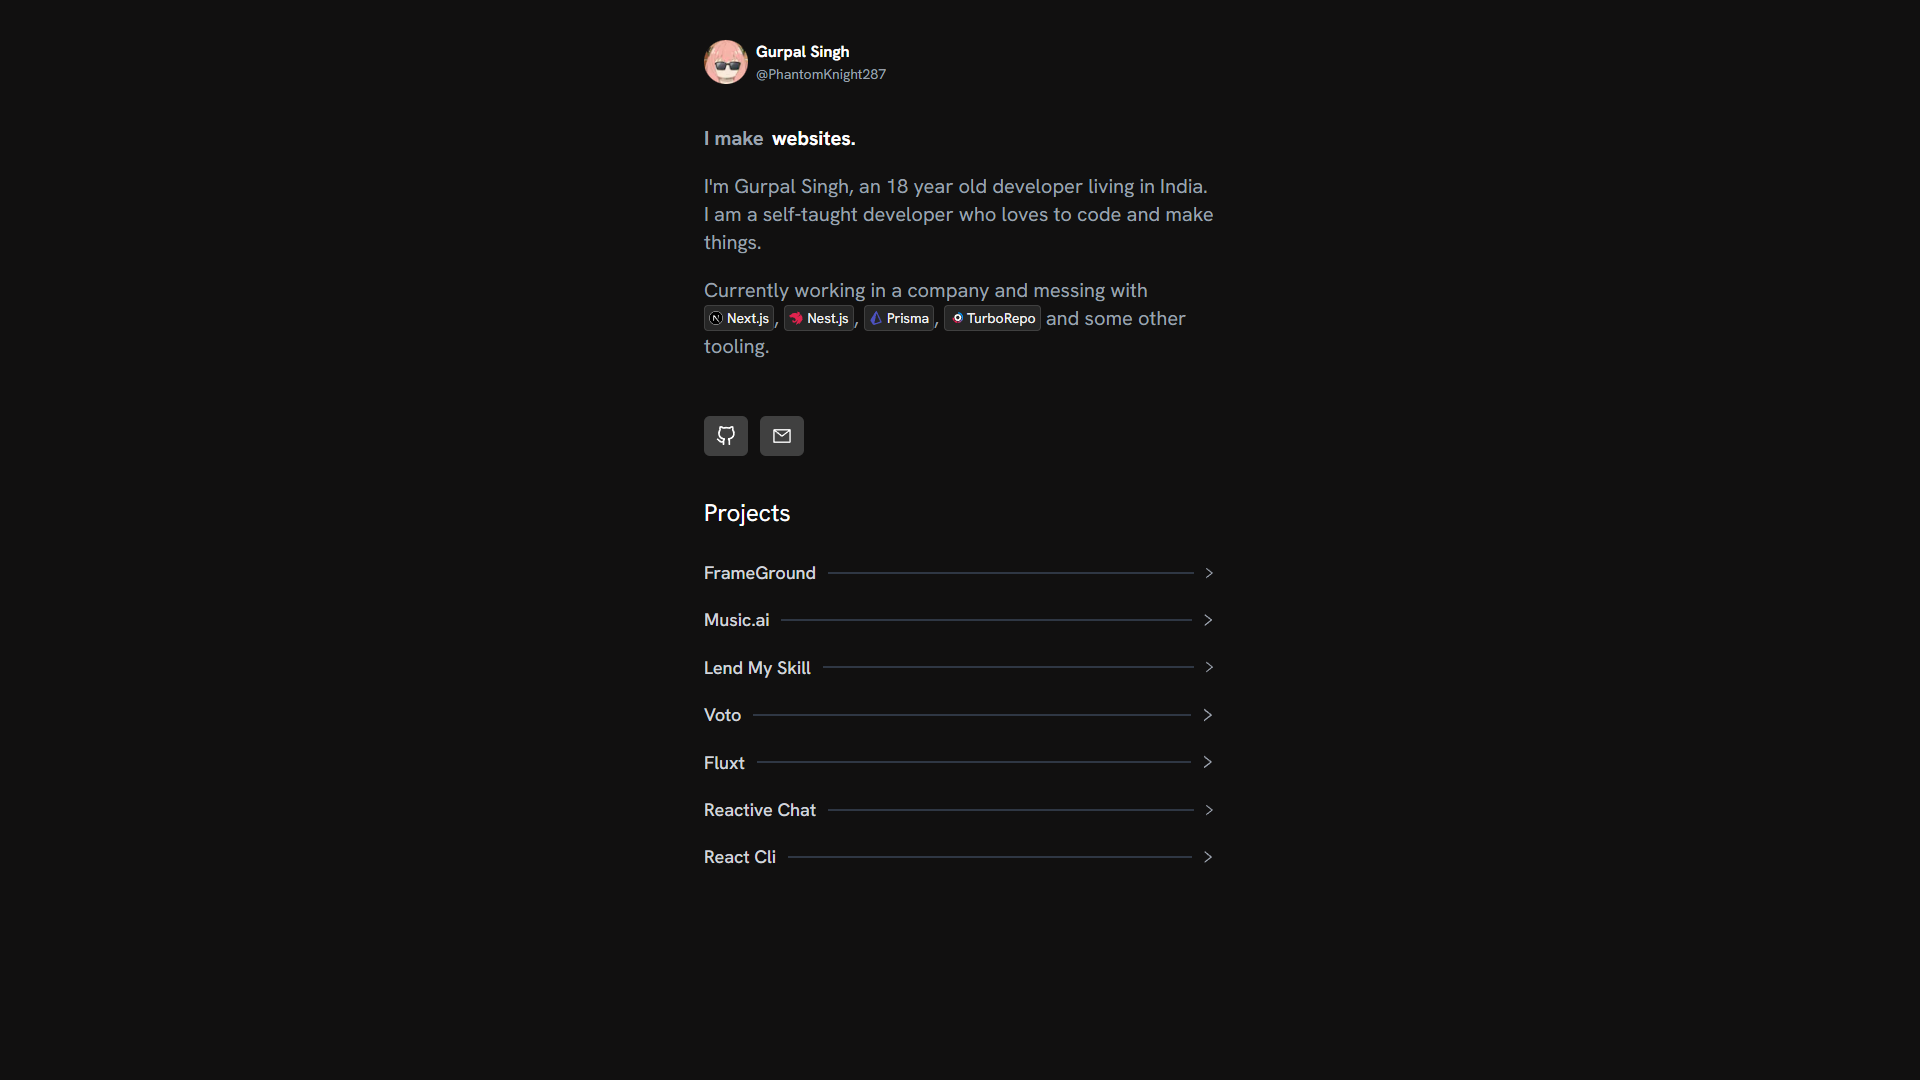 Gurpal Singh
@PhantomKnight287
I make websites.
I'm Gurpal Singh, an 18 year old developer living in India.
I am a self-taught developer who loves to code and make
things.
Currently working in a company and messing with
Next.js, Nest.js, Prisma, TurboRepo and some other
tooling.
Projects
FrameGround
Music.ai
Lend My Skill
Voto
Fluxt
Reactive Chat
React Cli